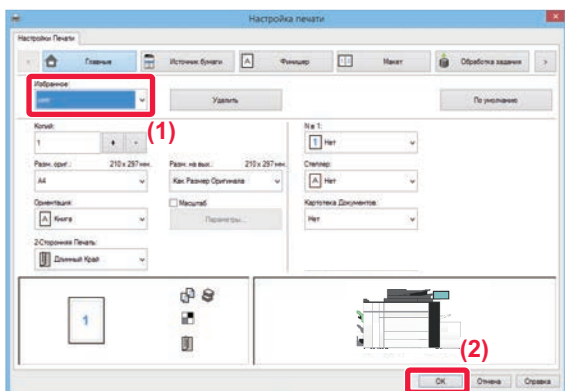 Настройка печати
Настройки Печати
Главные Источник бумаги Финишер Макет Обработка задания
Избранное:
Удалить По умолчанию
(1)
Копий: N в 1:
1 + - 1 Нет
Разм. ориг.: 210 x 297 мм. Разм. на вых.: 210 x 297 мм. Степлер:
A4 Как Размер Оригинала A Нет
Ориентация: Масштаб Картотека Документов:
A Книга Параметры... Нет
2-Сторонняя Печать:
Длинный Край
1
(2)
OK Отмена Справка